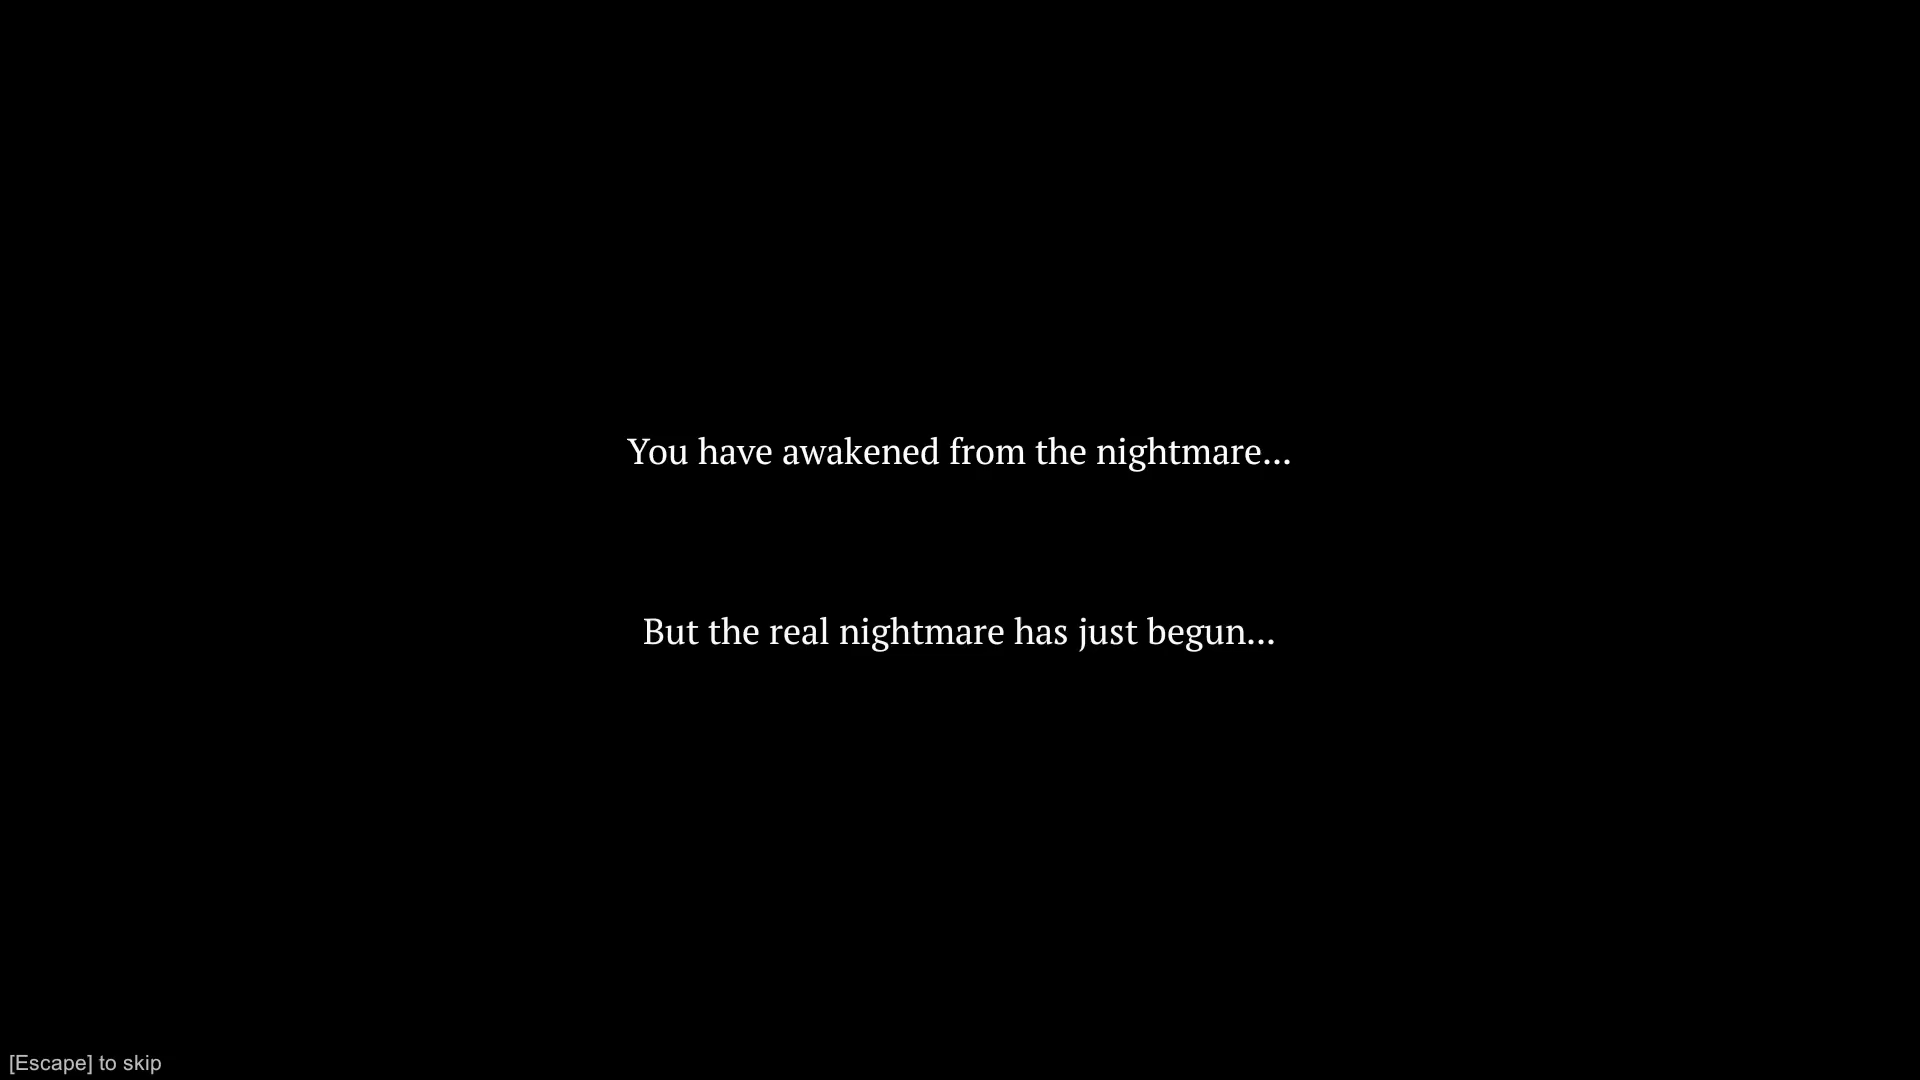 You have awakened from the nightmare...
But the real nightmare has just begun...
[Escape] to skip